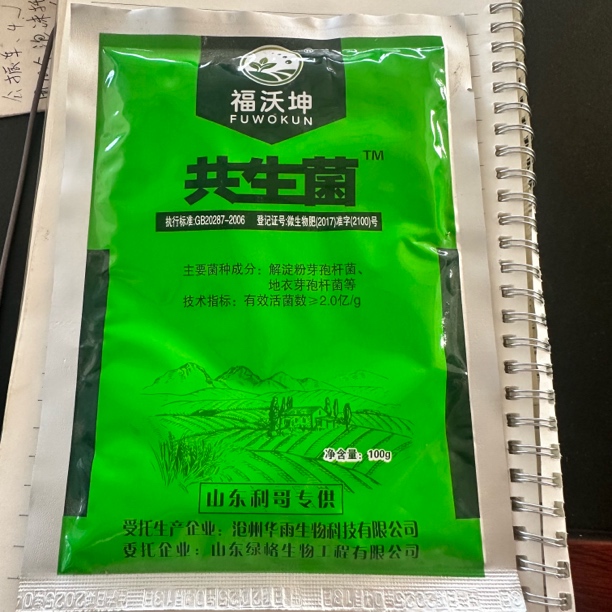 福沃坤
FUWOKUN
共生菌™
执行标准:GB20287-2006 登记证号:微生物肥(2017)准字(2100)号
主要菌种成分：解淀粉芽孢杆菌、
地衣芽孢杆菌等
技术指标：有效活菌数≥2.0亿/g
净含量：100g
山东利哥专供
受托生产企业：沧州华雨生物科技有限公司
委托企业：山东绿格生物工程有限公司